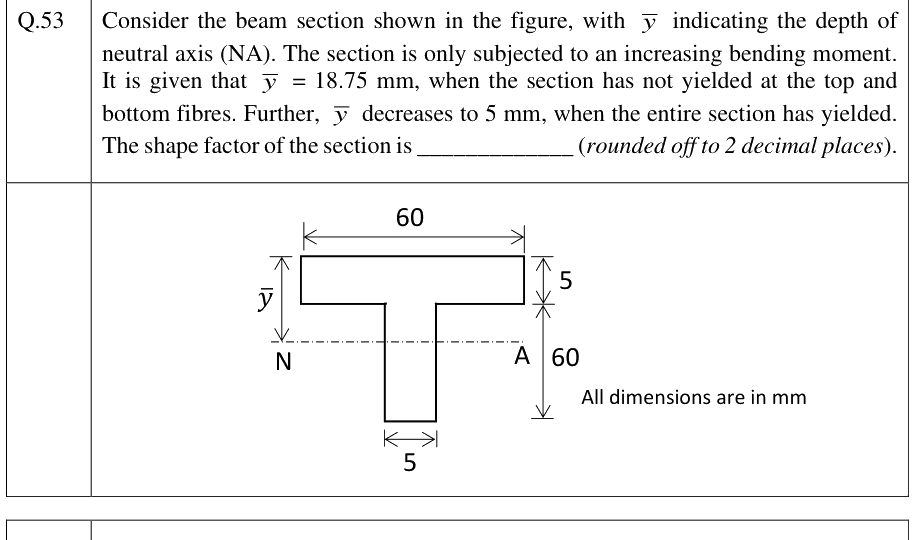 Q.53
Consider the beam section shown in the figure, with y̅ indicating the depth of
neutral axis (NA). The section is only subjected to an increasing bending moment.
It is given that y̅ = 18.75 mm, when the section has not yielded at the top and
bottom fibres. Further, y̅ decreases to 5 mm, when the entire section has yielded.
The shape factor of the section is _____________ (rounded off to 2 decimal places).
60
5
y̅
N
A
60
All dimensions are in mm
5